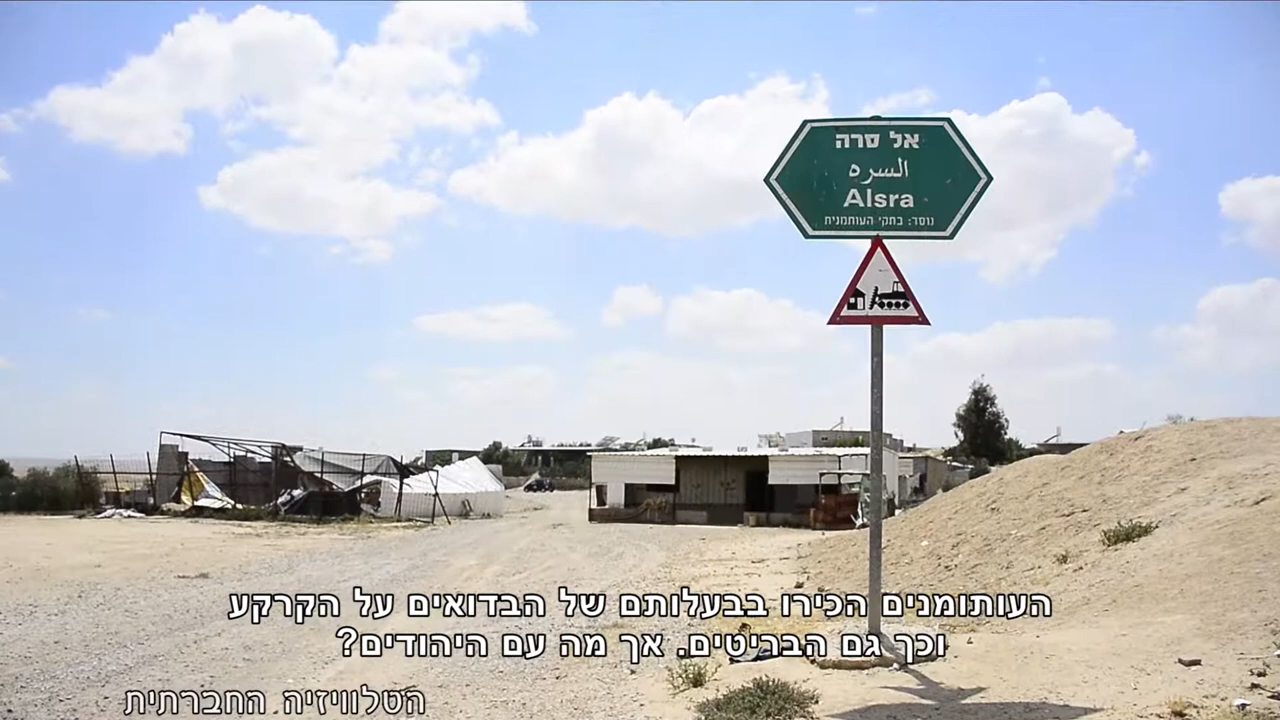 אל סרה
السره
Alsra
נוסד: בתקי העותמנית
העותומנים הכירו בבעלותם של הבדואים על הקרקע
וכך גם הבריטים. אך מה עם היהודים?
הטלוויזיה החברתית